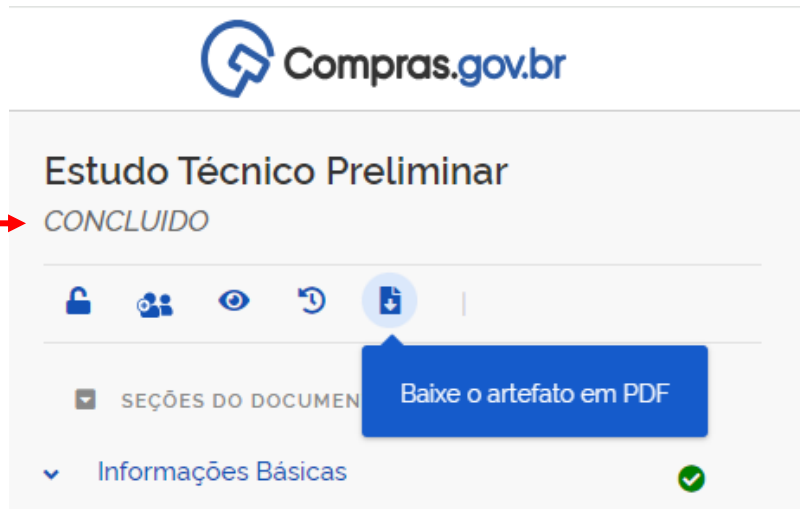 Compras.gov.br
Estudo Técnico Preliminar
CONCLUIDO
SEÇÕES DO DOCUMEN
Baixe o artefato em PDF
Informações Básicas